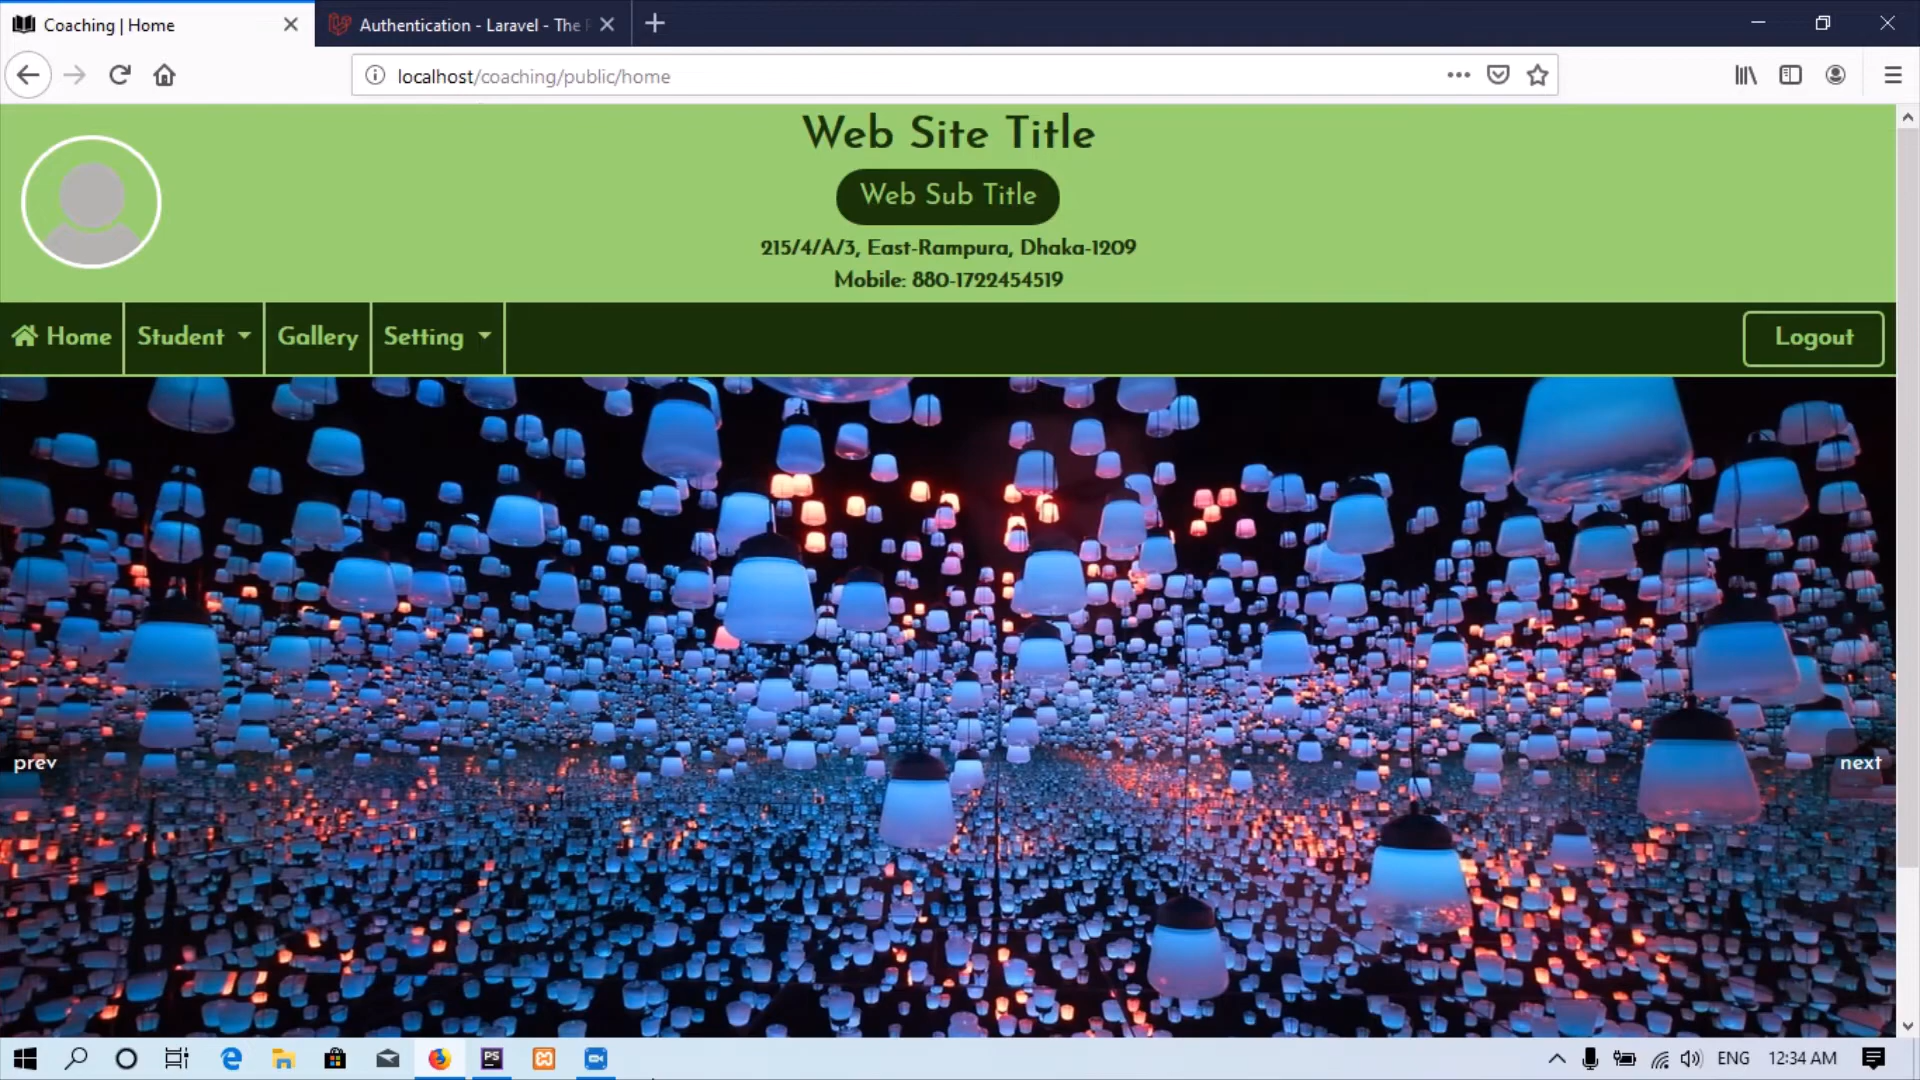 Coaching | Home
Authentication - Laravel - The
localhost/coaching/public/home
Web Site Title
Web Sub Title
215/4/A/3, East-Rampura, Dhaka-1209
Mobile: 880-1722454519
Home
Student
Gallery
Setting
Logout
prev
next
PS
ENG
12:34 AM